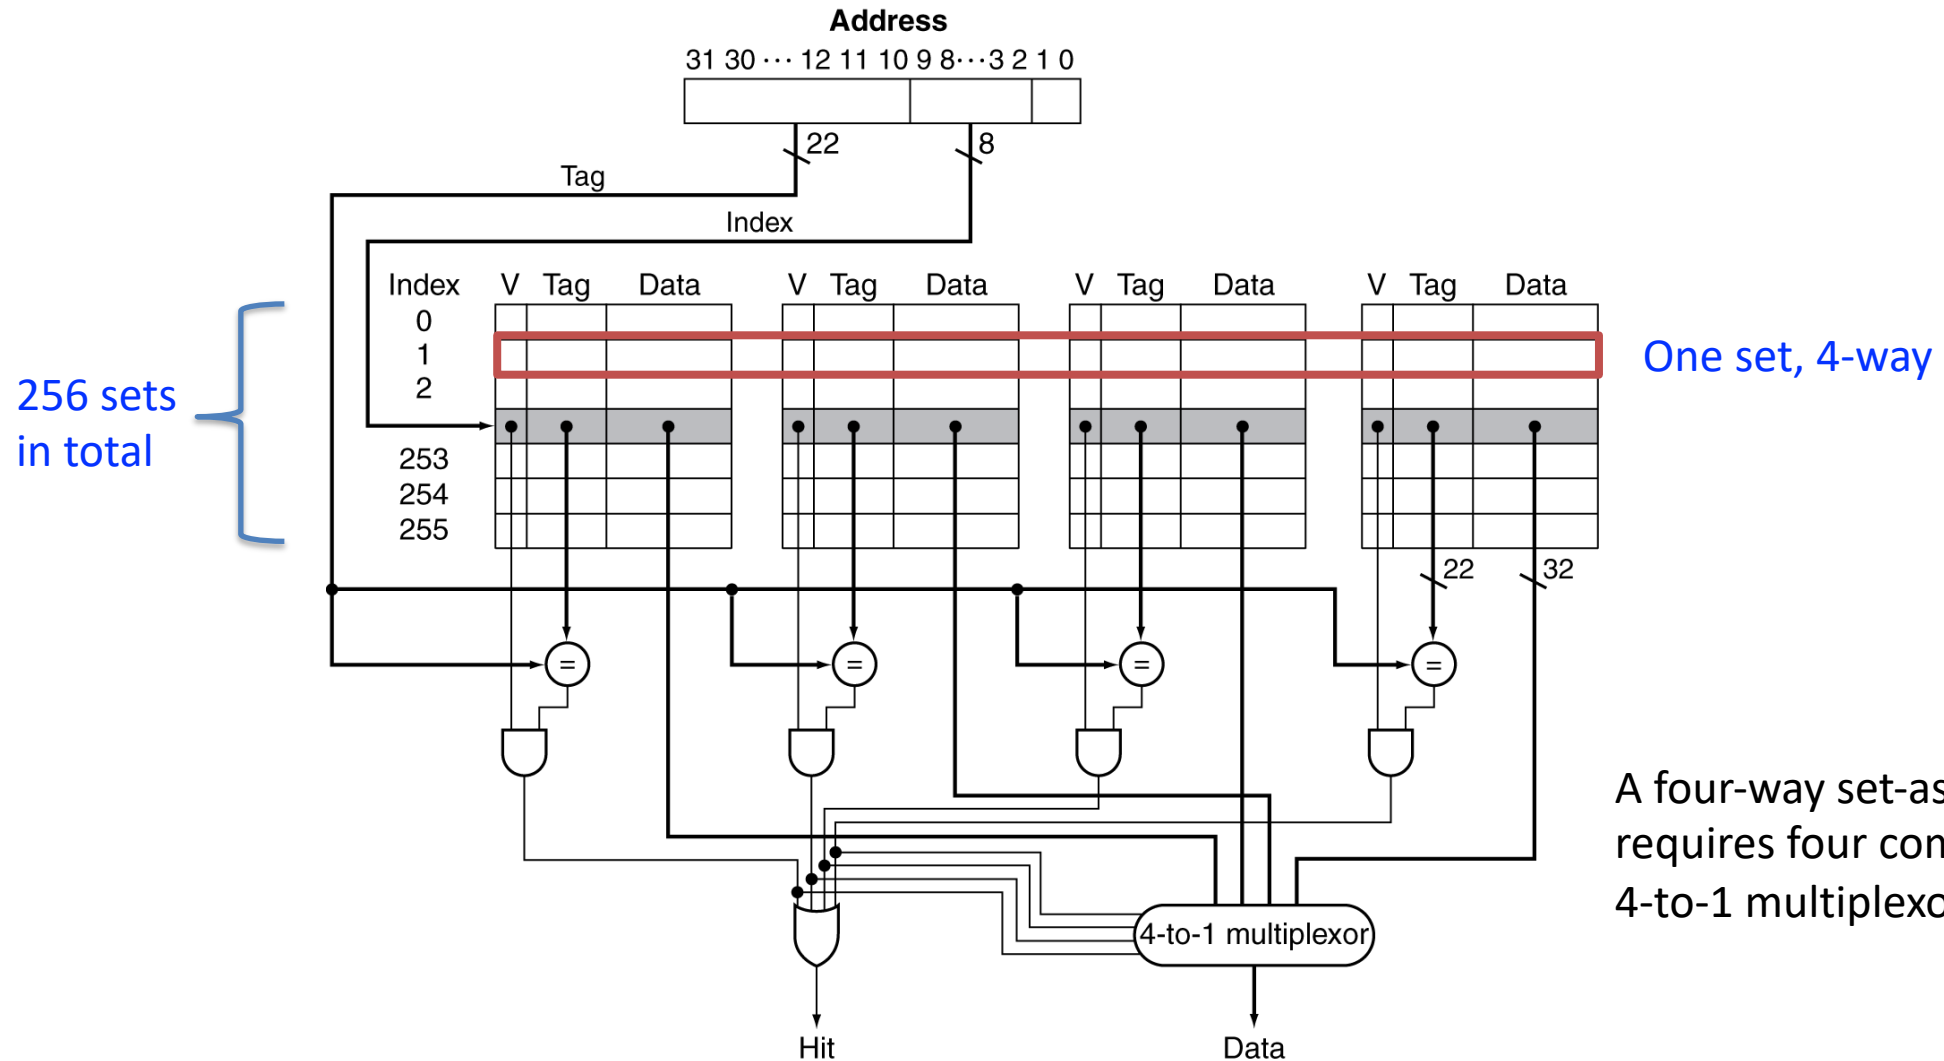 Address
31 30 ··· 12 11 10 9 8···3 2 1 0
22
8
Tag
Index
Index V Tag Data V Tag Data V Tag Data V Tag Data
0
1
2
253
254
255
256 sets
in total
One set, 4-way
22
32
= = = =
A four-way set-as
requires four con
4-to-1 multiplexo
4-to-1 multiplexor
Hit
Data